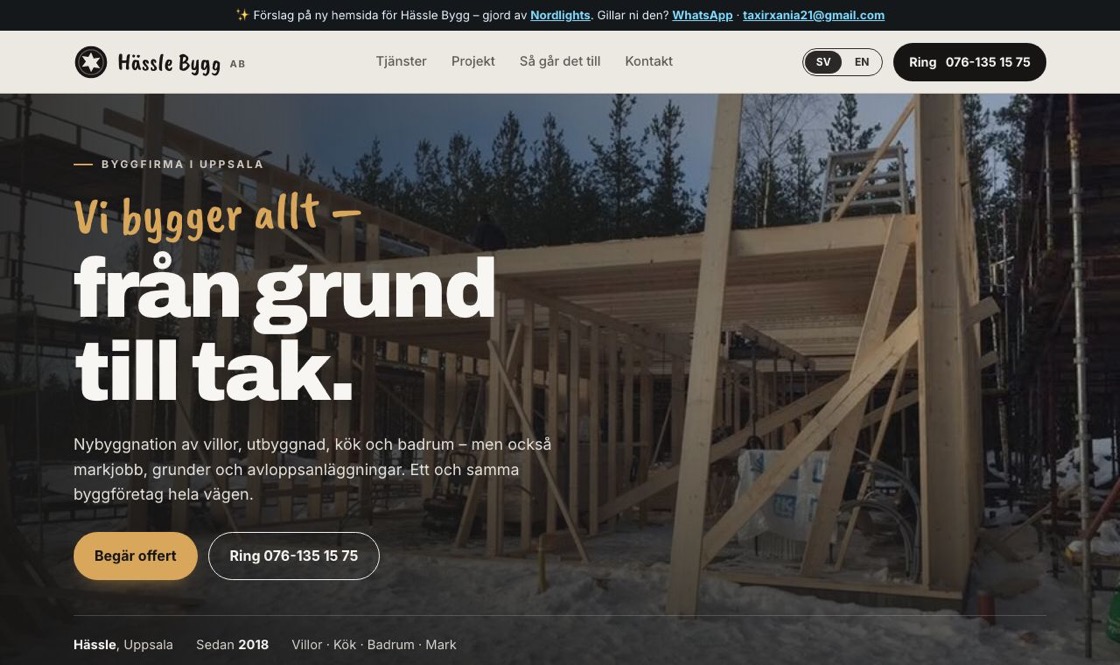 ✨ Förslag på ny hemsida för Hässle Bygg – gjord av Nordlights. Gillar ni den? WhatsApp · taxirxania21@gmail.com
Hässle Bygg AB
Tjänster Projekt Så går det till Kontakt
SV EN
Ring 076-135 15 75
BYGGFIRMA I UPPSALA
Vi bygger allt –
från grund
till tak.
Nybyggnation av villor, utbyggnad, kök och badrum – men också
markjobb, grunder och avloppsanläggningar. Ett och samma
byggföretag hela vägen.
Begär offert
Ring 076-135 15 75
Hässle, Uppsala Sedan 2018 Villor · Kök · Badrum · Mark